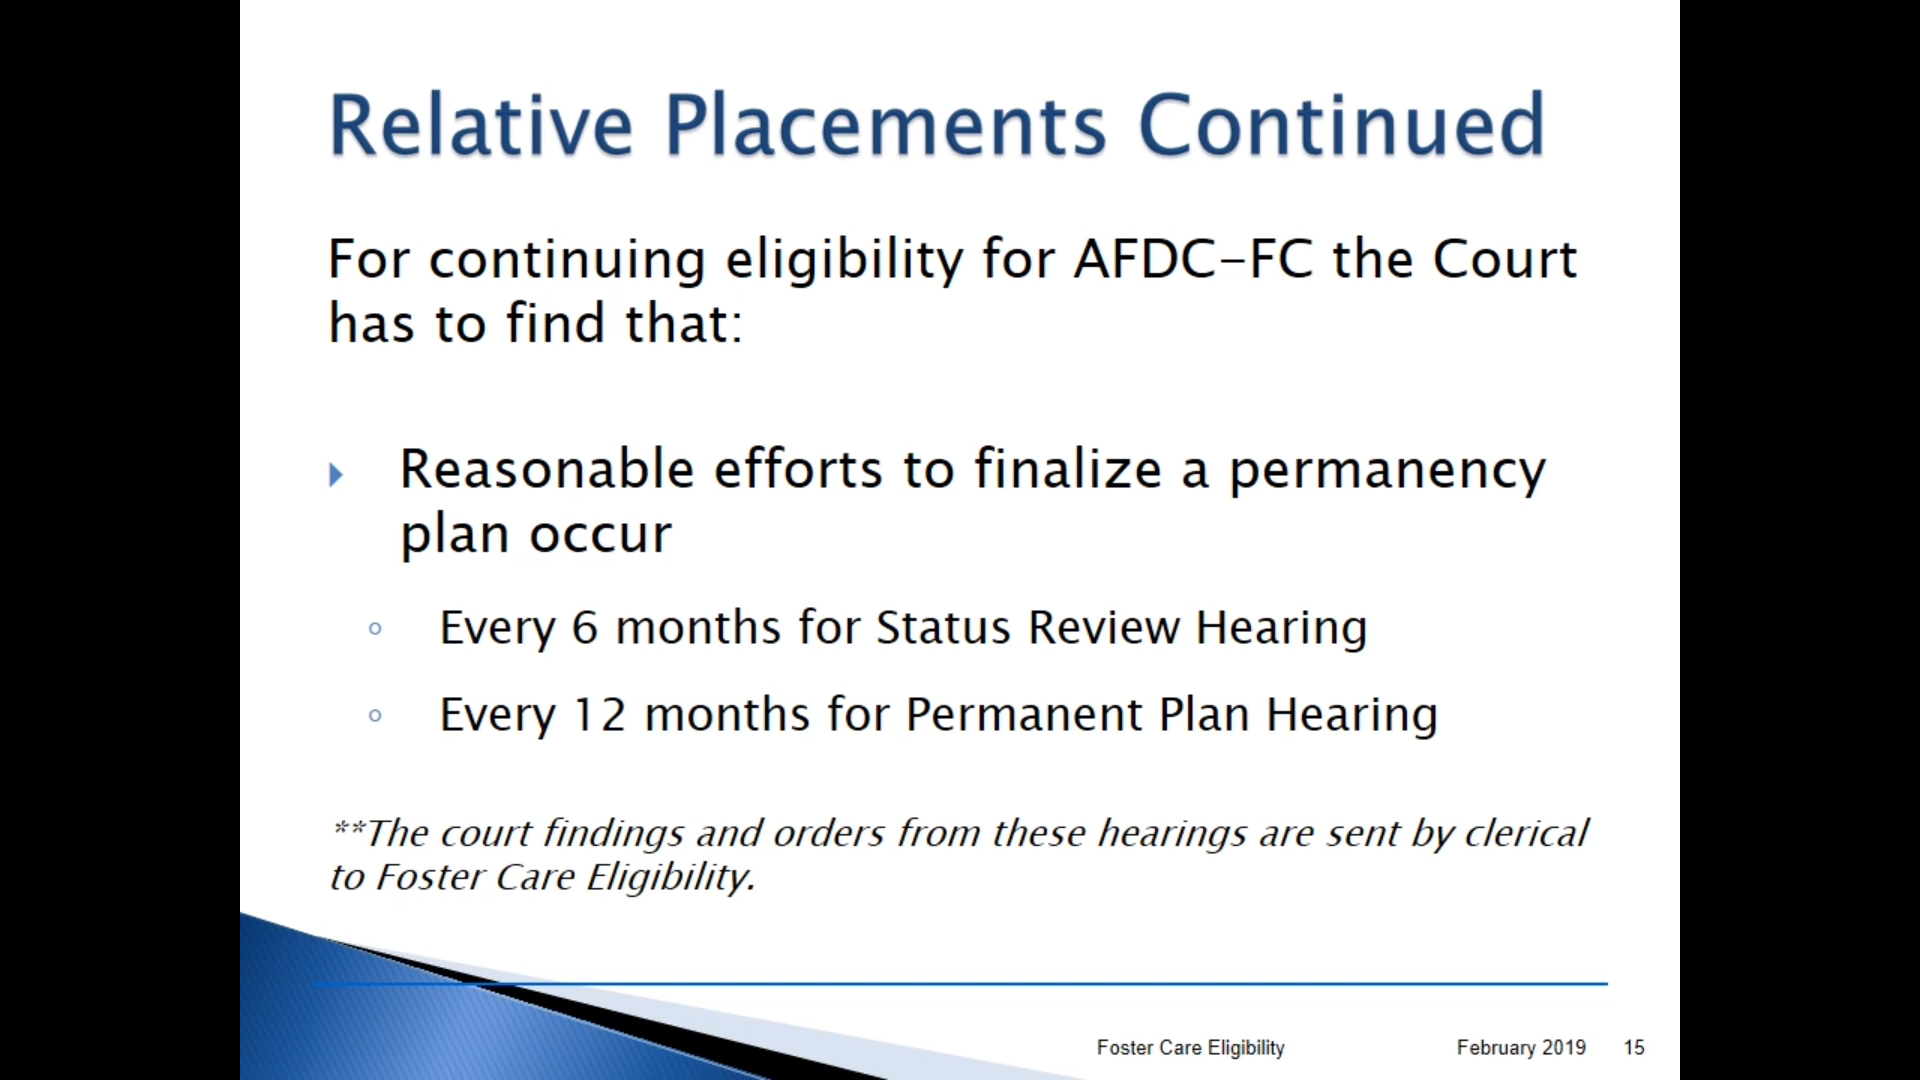 Relative Placements Continued
For continuing eligibility for AFDC-FC the Court
has to find that:
Reasonable efforts to finalize a permanency
plan occur
Every 6 months for Status Review Hearing
Every 12 months for Permanent Plan Hearing
**The court findings and orders from these hearings are sent by clerical
to Foster Care Eligibility.
Foster Care Eligibility February 2019 15